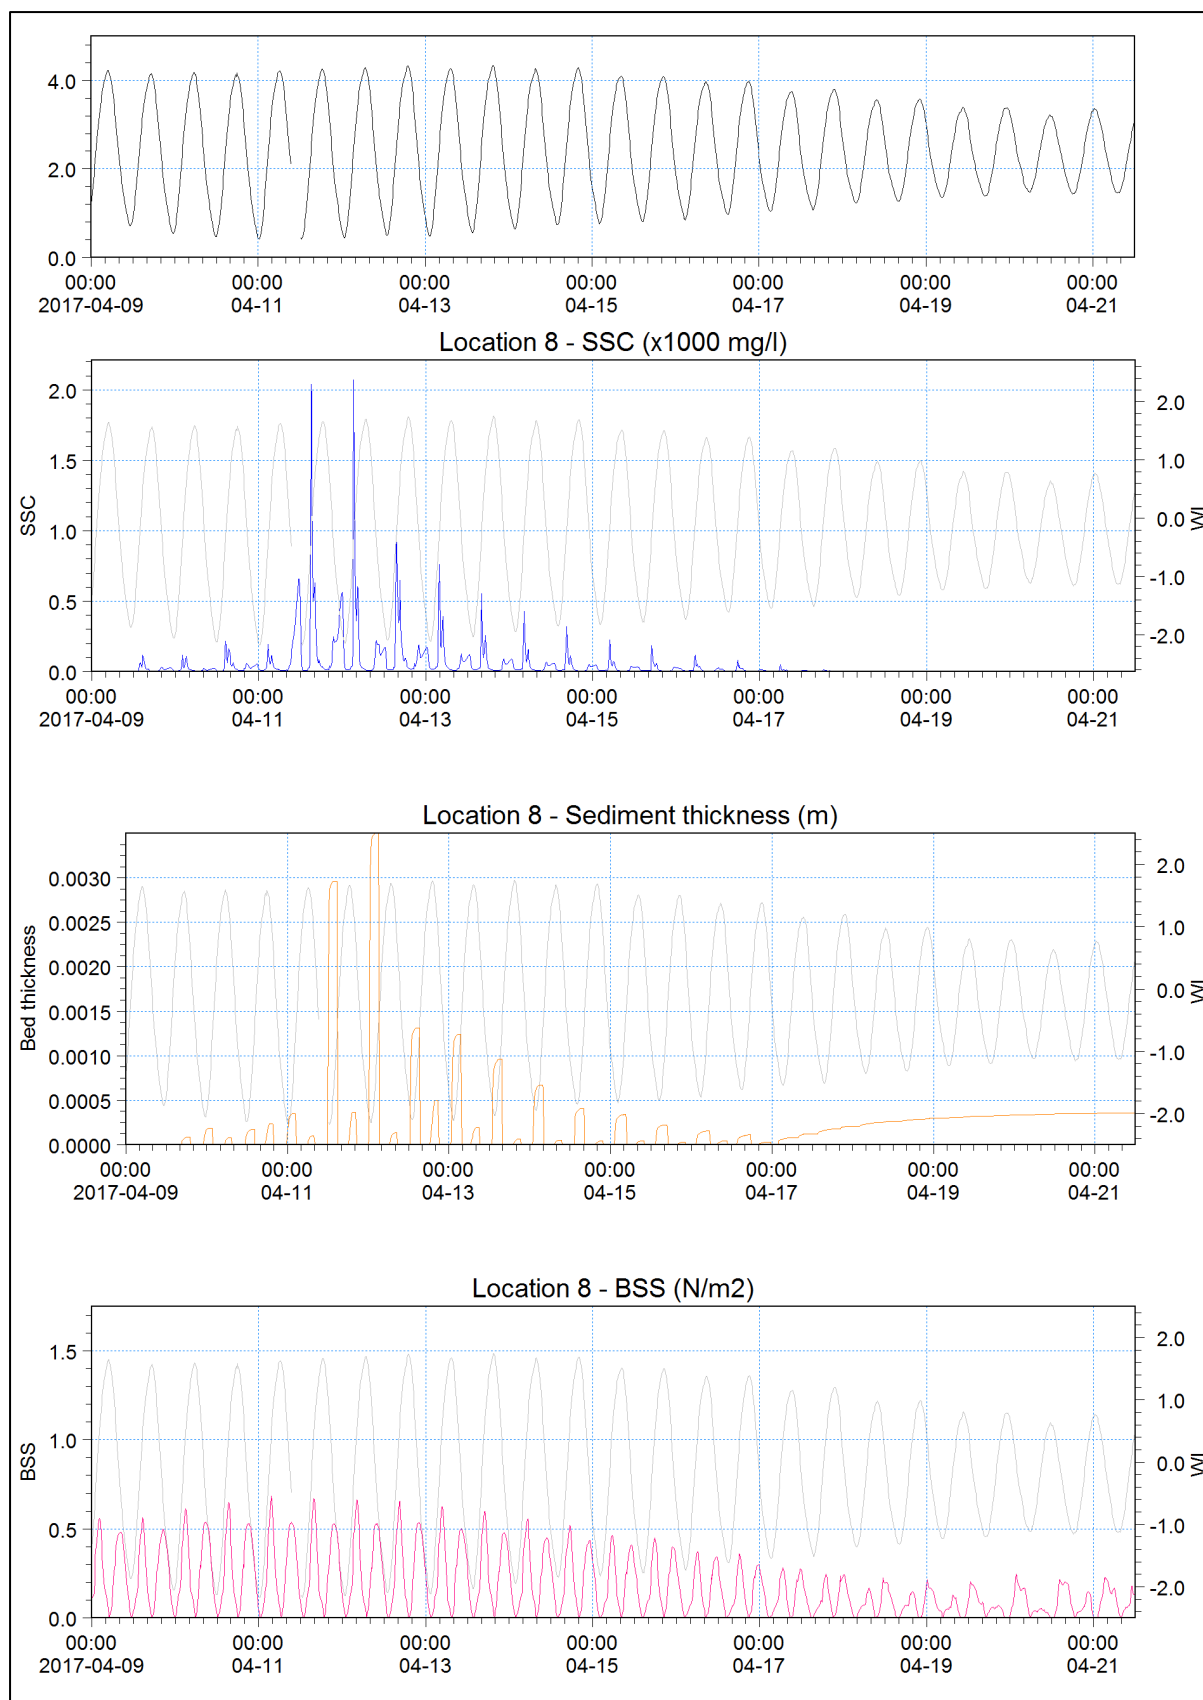 4.0
2.0
0.0
00:00 00:00 00:00 00:00 00:00 00:00 00:00
2017-04-09 04-11 04-13 04-15 04-17 04-19 04-21
Location 8 - SSC (x1000 mg/l)
2.0 2.0
1.5 1.0
SSC 1.0 0.0 WL
0.5 -1.0
0.0 -2.0
00:00 00:00 00:00 00:00 00:00 00:00 00:00
2017-04-09 04-11 04-13 04-15 04-17 04-19 04-21
Location 8 - Sediment thickness (m)
0.0030 2.0
0.0025 1.0
0.0020
Bed thickness 0.0015 0.0 WL
0.0010 -1.0
0.0005 -2.0
0.0000
00:00 00:00 00:00 00:00 00:00 00:00 00:00
2017-04-09 04-11 04-13 04-15 04-17 04-19 04-21
Location 8 - BSS (N/m2)
1.5 2.0
1.0 1.0
BSS 0.0 WL
0.5 -1.0
0.0 -2.0
00:00 00:00 00:00 00:00 00:00 00:00 00:00
2017-04-09 04-11 04-13 04-15 04-17 04-19 04-21